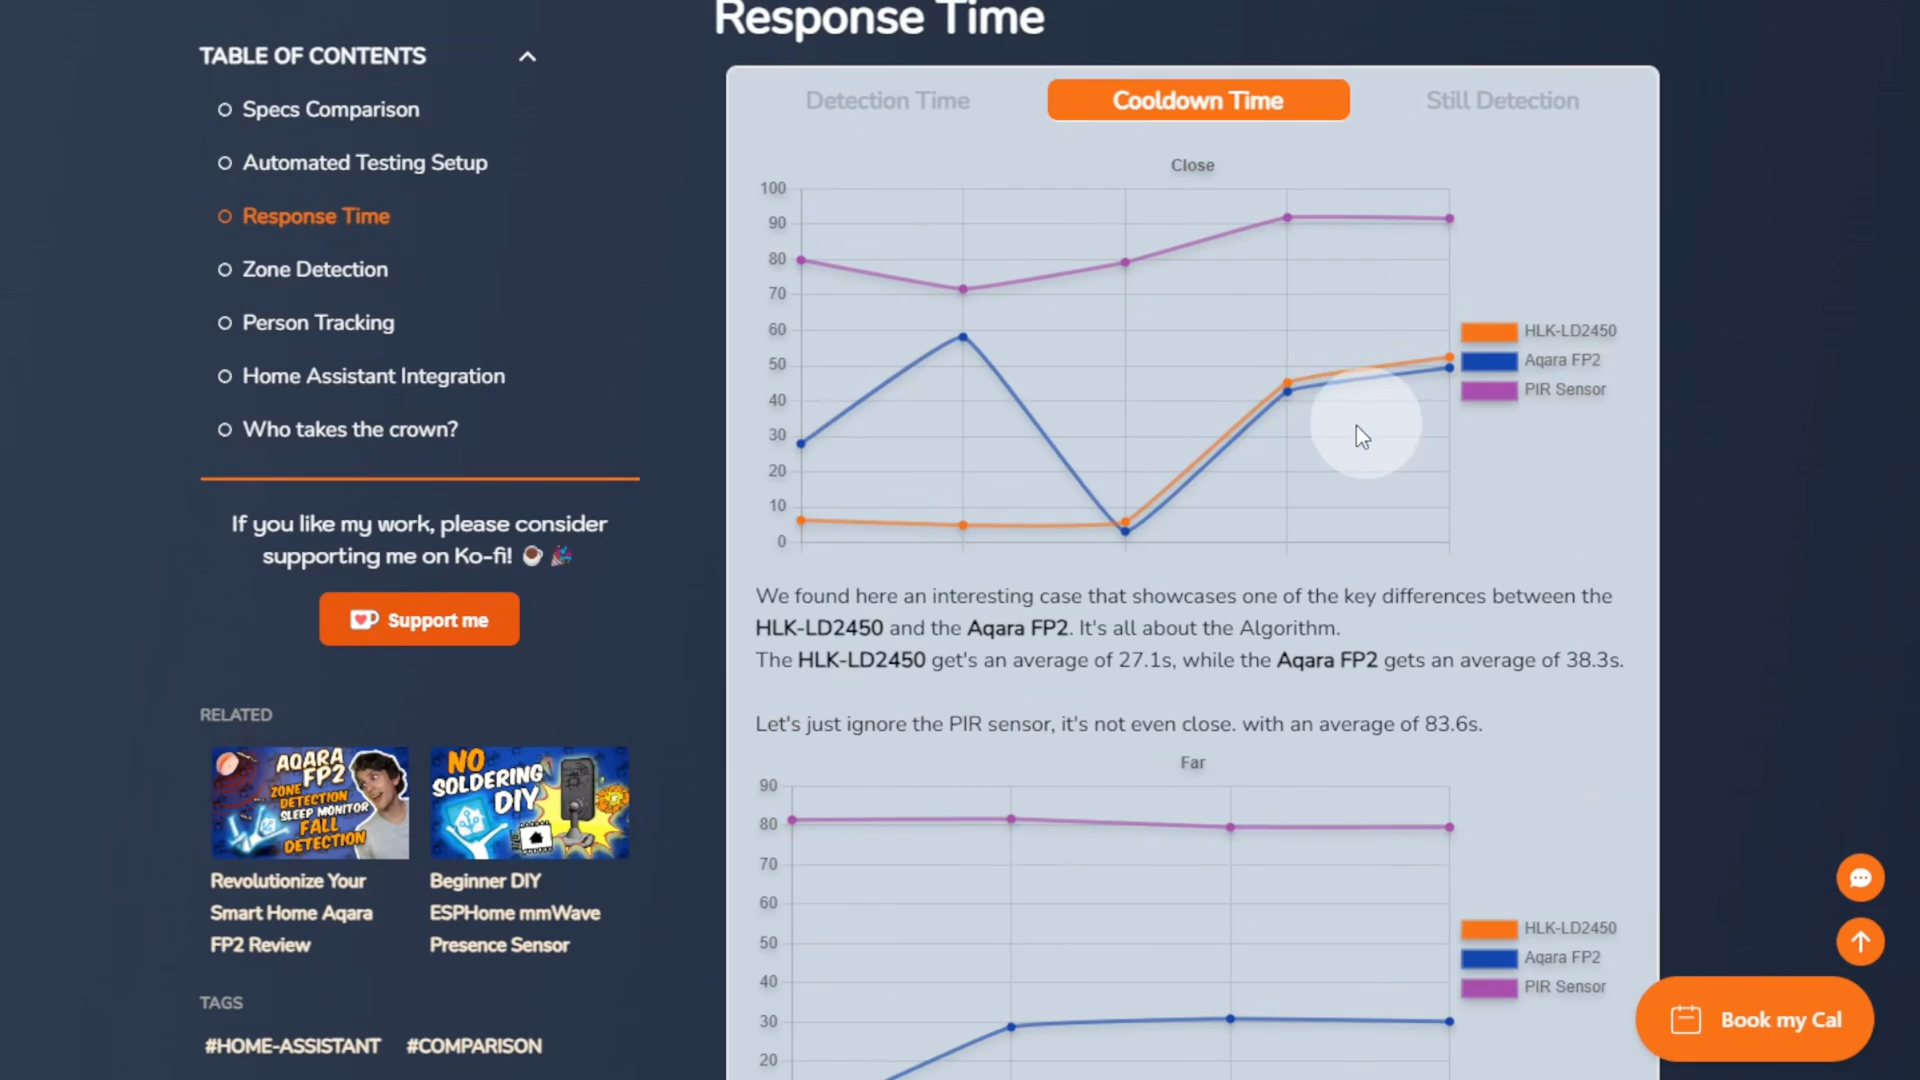 TABLE OF CONTENTS
Specs Comparison
Automated Testing Setup
Response Time
Zone Detection
Person Tracking
Home Assistant Integration
Who takes the crown?
If you like my work, please consider
supporting me on Ko-fi!
Support me
RELATED
AQARA
FP2
ZONE
DETECTION
SLEEP MONITOR
FALL
DETECTION
Revolutionize Your
Smart Home Aqara
FP2 Review
NO
SOLDERING
DIY
Beginner DIY
ESPHome mmWave
Presence Sensor
TAGS
#HOME-ASSISTANT #COMPARISON
Response Time
Detection Time Cooldown Time Still Detection
Close
100
90
80
70
60
50
40
30
20
10
0
HLK-LD2450
Aqara FP2
PIR Sensor
We found here an interesting case that showcases one of the key differences between the
HLK-LD2450 and the Aqara FP2. It's all about the Algorithm.
The HLK-LD2450 get's an average of 27.1s, while the Aqara FP2 gets an average of 38.3s.
Let's just ignore the PIR sensor, it's not even close. with an average of 83.6s.
Far
90
80
70
60
50
40
30
20
HLK-LD2450
Aqara FP2
PIR Sensor
Book my Cal